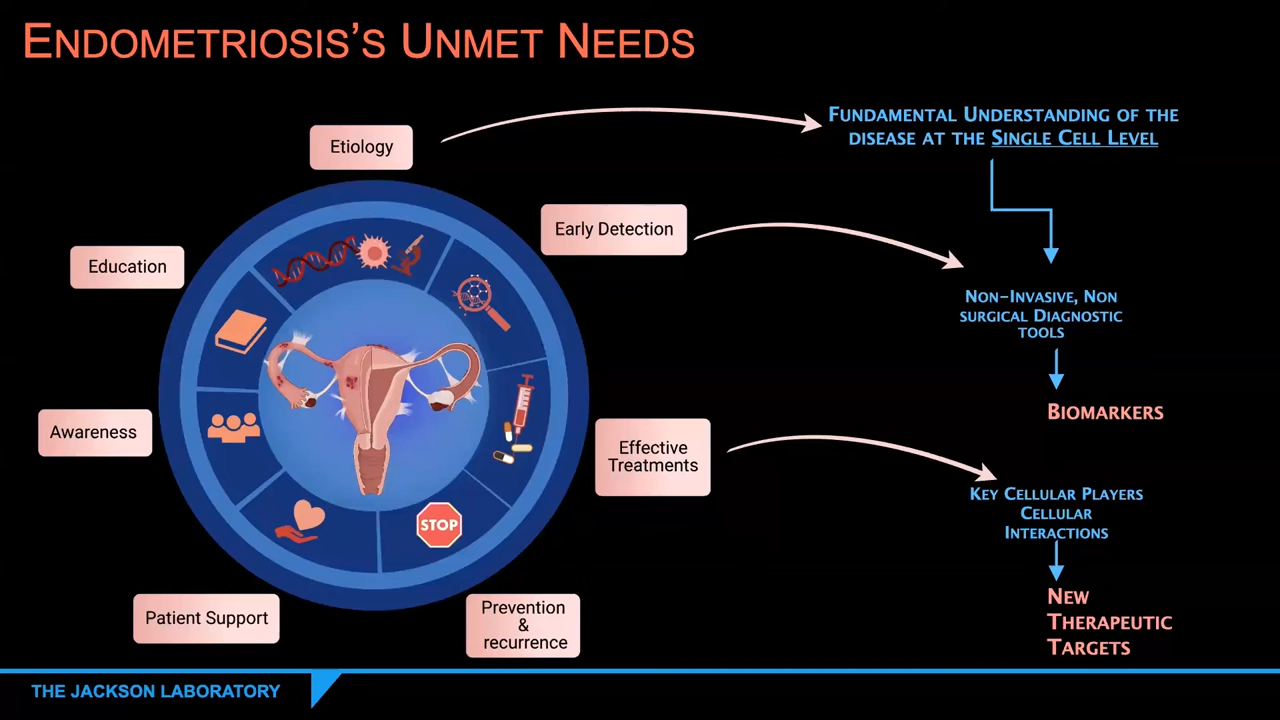 ENDOMETRIOSIS'S UNMET NEEDS
Etiology
FUNDAMENTAL UNDERSTANDING OF THE
DISEASE AT THE SINGLE CELL LEVEL
Early Detection
Education
NON-INVASIVE, NON
SURGICAL DIAGNOSTIC
TOOLS
BIOMARKERS
Awareness
Effective
Treatments
KEY CELLULAR PLAYERS
CELLULAR
INTERACTIONS
STOP
NEW
THERAPEUTIC
TARGETS
Patient Support
Prevention
&
recurrence
THE JACKSON LABORATORY